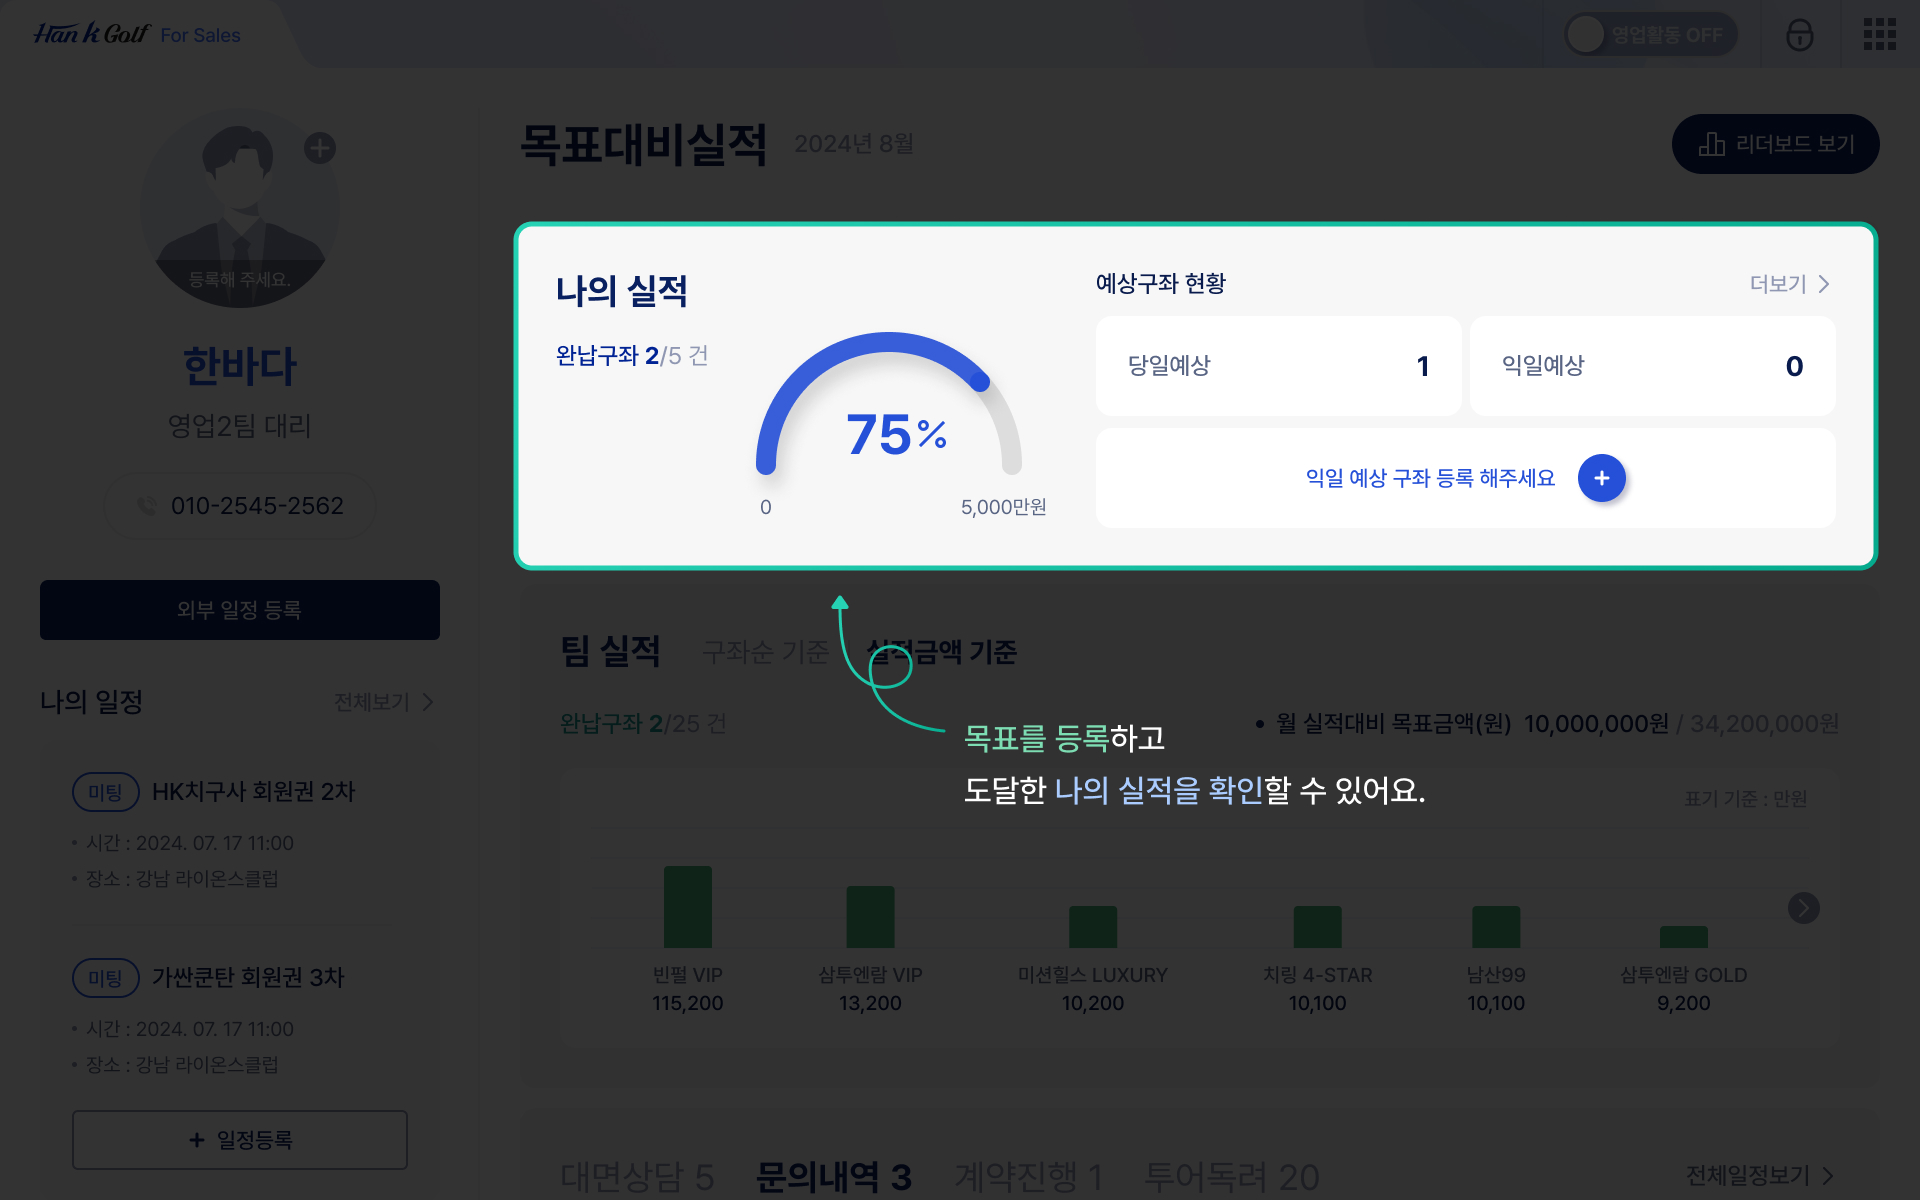 Han k Golf For Sales
영업활동 OFF
등록해 주세요.
한바다
영업2팀 대리
010-2545-2562
외부 일정 등록
나의 일정 전체보기
미팅 HK치구사 회원권 2차
• 시간 : 2024. 07. 17 11:00
• 장소 : 강남 라이온스클럽
미팅 가싼쿤탄 회원권 3차
• 시간 : 2024. 07. 17 11:00
• 장소 : 강남 라이온스클럽
+ 일정등록
목표대비실적 2024년 8월
리더보드 보기
나의 실적
완납구좌 2/5 건
75%
0 5,000만원
예상구좌 현황 더보기
당일예상 1
익일예상 0
익일 예상 구좌 등록 해주세요 +
팀 실적 구좌순 기준 실적금액 기준
완납구좌 2/25 건
• 월 실적대비 목표금액(원) 10,000,000원 / 34,200,000원
목표를 등록하고
도달한 나의 실적을 확인할 수 있어요.
표기 기준 : 만원
빈펄 VIP
115,200
삼투엔람 VIP
13,200
미션힐스 LUXURY
10,200
치링 4-STAR
10,100
남산99
10,100
삼투엔람 GOLD
9,200
대면상담 5 문의내역 3 계약진행 1 투어독려 20
전체일정보기